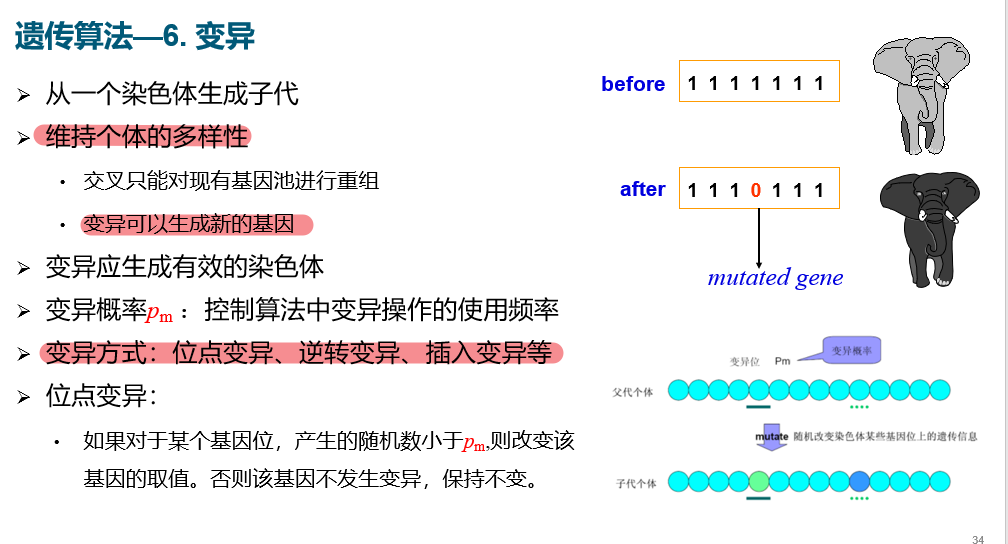 遗传算法—6. 变异
从一个染色体生成子代
维持个体的多样性
交叉只能对现有基因池进行重组
变异可以生成新的基因
变异应生成有效的染色体
变异概率pm ：控制算法中变异操作的使用频率
变异方式：位点变异、逆转变异、插入变异等
位点变异：
如果对于某个基因位，产生的随机数小于pm,则改变该
基因的取值。否则该基因不发生变异，保持不变。
before 1 1 1 1 1 1 1
after 1 1 1 0 1 1 1
mutated gene
变异概率
变异位 Pm
父代个体
mutate 随机改变染色体某些基因位上的遗传信息
子代个体
34